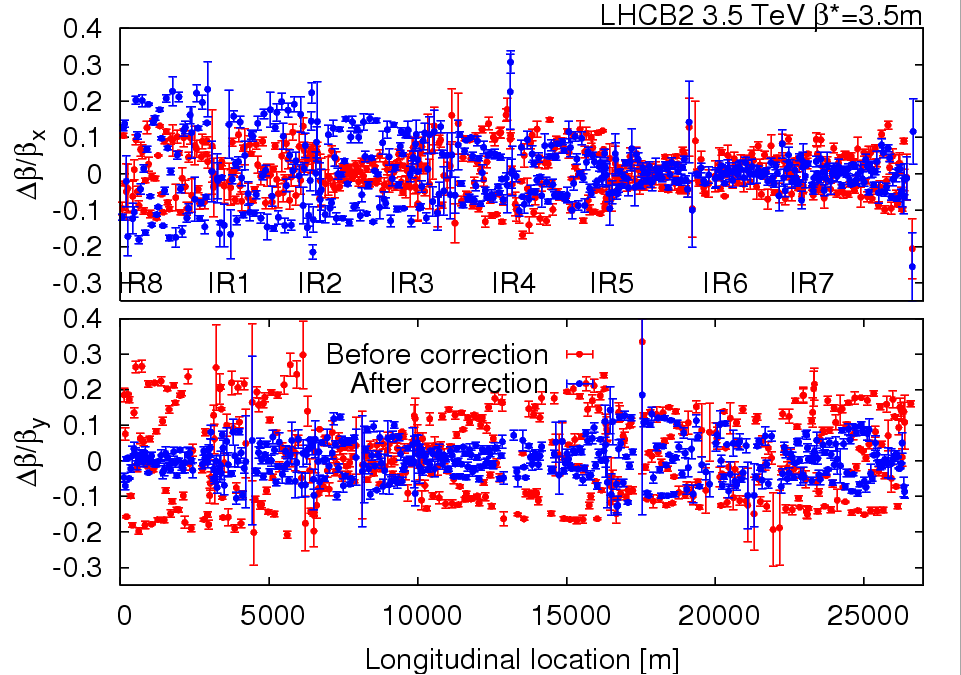 LHCB2 3.5 TeV β*=3.5m
0.4
0.3
0.2
0.1
0
-0.1
-0.2
-0.3
Δβ/βx
IR8 IR1 IR2 IR3 IR4 IR5 IR6 IR7
0.4
0.3
0.2
0.1
0
-0.1
-0.2
-0.3
Δβ/βy
Before correction
After correction
0 5000 10000 15000 20000 25000
Longitudinal location [m]